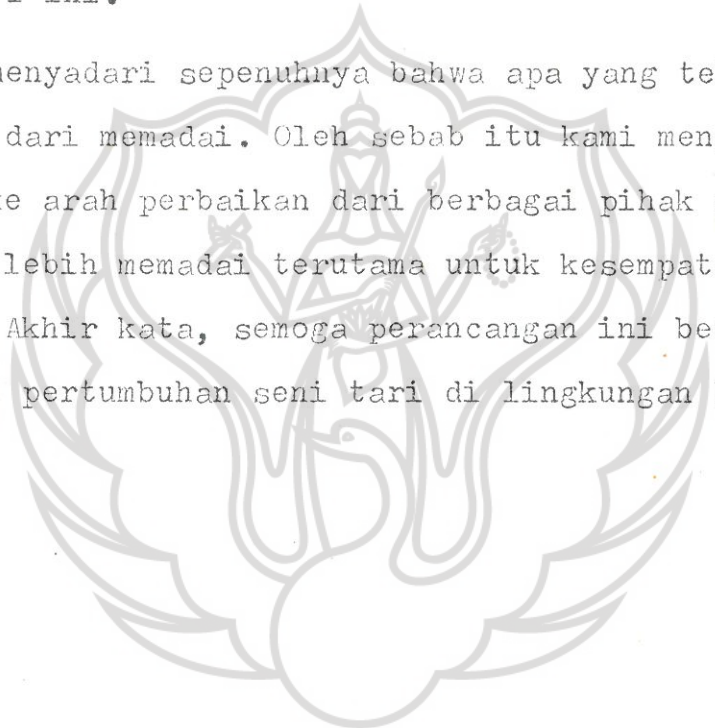 ini.
menyadari sepenuhnya bahwa apa yang te
dari memadai. Oleh sebab itu kami men
ke arah perbaikan dari berbagai pihak
lebih memadai terutama untuk kesempat
Akhir kata, semoga perancangan ini be
pertumbuhan seni tari di lingkungan